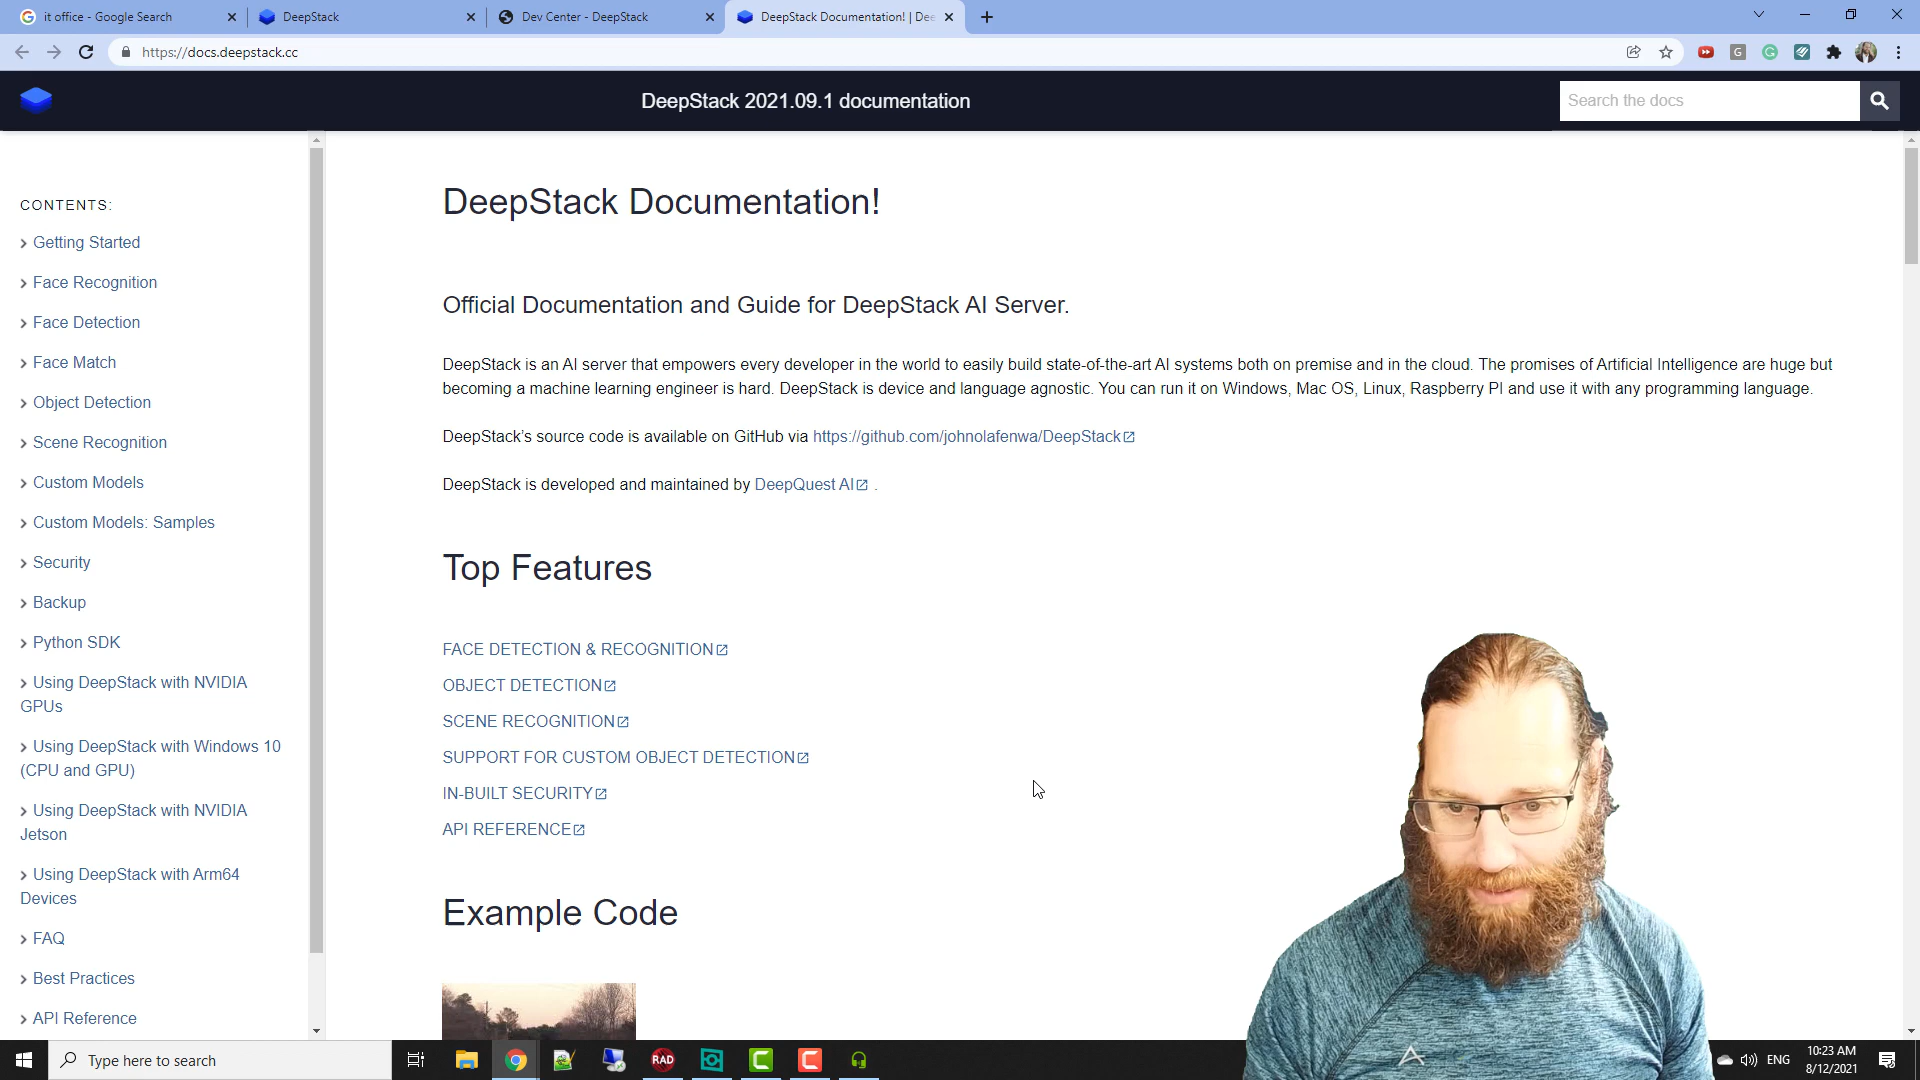 it office - Google Search
DeepStack
Dev Center - DeepStack
DeepStack Documentation! | Dee
https://docs.deepstack.cc
DeepStack 2021.09.1 documentation
Search the docs
CONTENTS:
Getting Started
Face Recognition
Face Detection
Face Match
Object Detection
Scene Recognition
Custom Models
Custom Models: Samples
Security
Backup
Python SDK
Using DeepStack with NVIDIA
GPUs
Using DeepStack with Windows 10
(CPU and GPU)
Using DeepStack with NVIDIA
Jetson
Using DeepStack with Arm64
Devices
FAQ
Best Practices
API Reference
DeepStack Documentation!
Official Documentation and Guide for DeepStack AI Server.
DeepStack is an AI server that empowers every developer in the world to easily build state-of-the-art AI systems both on premise and in the cloud. The promises of Artificial Intelligence are huge but
becoming a machine learning engineer is hard. DeepStack is device and language agnostic. You can run it on Windows, Mac OS, Linux, Raspberry PI and use it with any programming language.
DeepStack's source code is available on GitHub via https://github.com/johnolafenwa/DeepStack
DeepStack is developed and maintained by DeepQuest AI .
Top Features
FACE DETECTION & RECOGNITION
OBJECT DETECTION
SCENE RECOGNITION
SUPPORT FOR CUSTOM OBJECT DETECTION
IN-BUILT SECURITY
API REFERENCE
Example Code
Type here to search
RAD
ENG
10:23 AM
8/12/2021